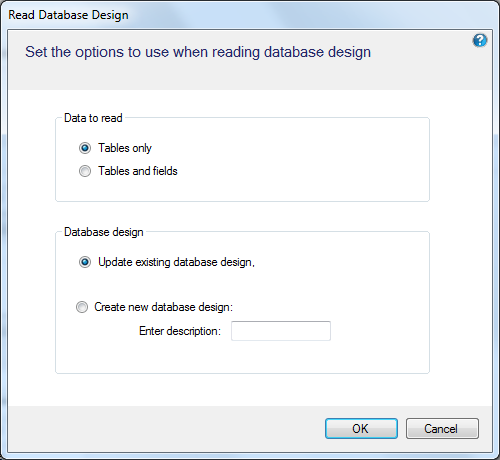 Read Database Design
Set the options to use when reading database design
?
Data to read
Tables only
Tables and fields
Database design
Update existing database design,
Create new database design:
Enter description:
OK
Cancel